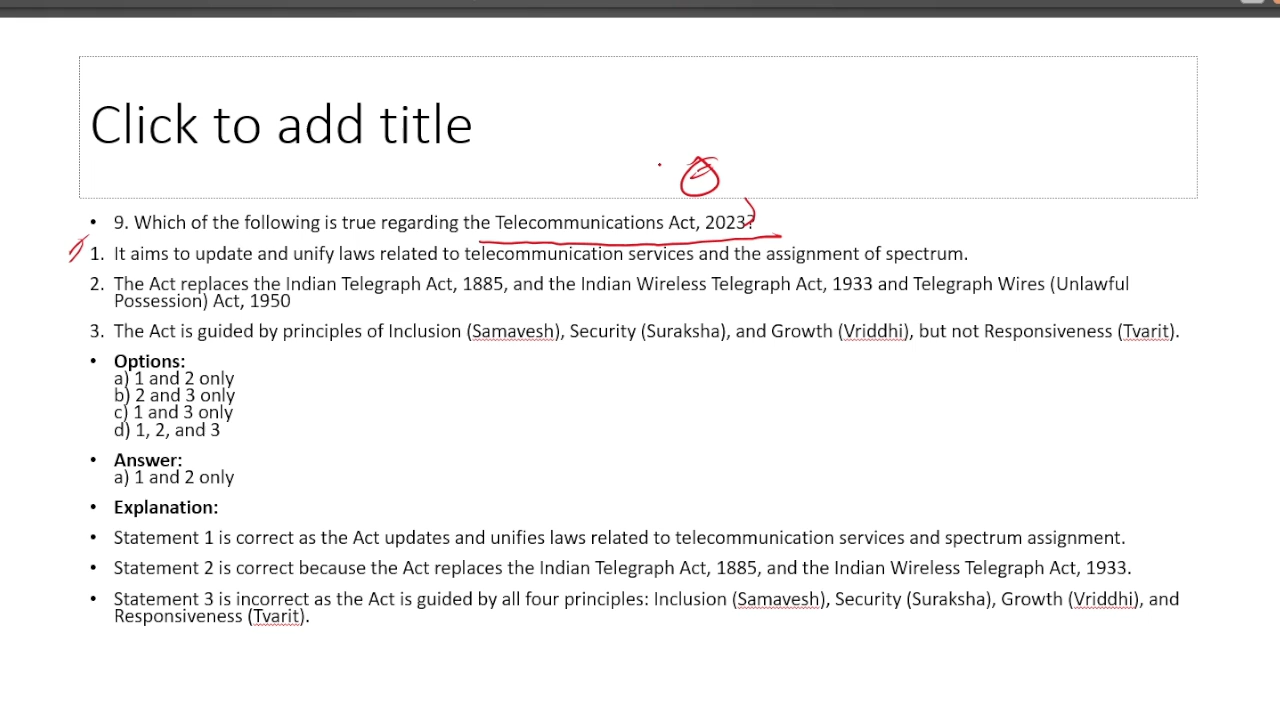 Click to add title
• 9. Which of the following is true regarding the Telecommunications Act, 2023?
1. It aims to update and unify laws related to telecommunication services and the assignment of spectrum.
2. The Act replaces the Indian Telegraph Act, 1885, and the Indian Wireless Telegraph Act, 1933 and Telegraph Wires (Unlawful
Possession) Act, 1950
3. The Act is guided by principles of Inclusion (Samavesh), Security (Suraksha), and Growth (Vriddhi), but not Responsiveness (Tvarit).
• Options:
a) 1 and 2 only
b) 2 and 3 only
c) 1 and 3 only
d) 1, 2, and 3
• Answer:
a) 1 and 2 only
• Explanation:
• Statement 1 is correct as the Act updates and unifies laws related to telecommunication services and spectrum assignment.
• Statement 2 is correct because the Act replaces the Indian Telegraph Act, 1885, and the Indian Wireless Telegraph Act, 1933.
• Statement 3 is incorrect as the Act is guided by all four principles: Inclusion (Samavesh), Security (Suraksha), Growth (Vriddhi), and
Responsiveness (Tvarit).